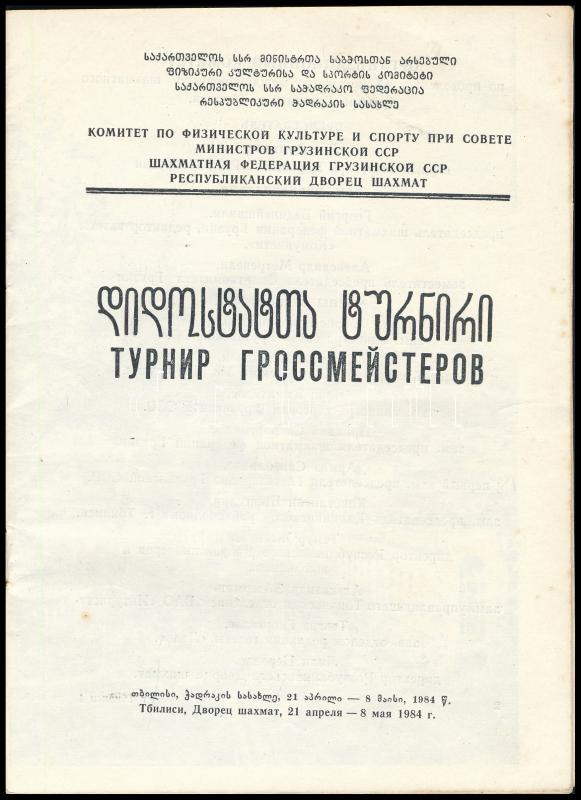 საქართველოს სსრ მინისტრთა საბჭოსთან არსებული
ფიზიკური კულტურისა და სპორტის კომიტეტი
საქართველოს სსრ საჭადრაკო ფედერაცია
რესპუბლიკური ჭადრაკის სასახლე
КОМИТЕТ ПО ФИЗИЧЕСКОЙ КУЛЬТУРЕ И СПОРТУ ПРИ СОВЕТЕ
МИНИСТРОВ ГРУЗИНСКОЙ ССР
ШАХМАТНАЯ ФЕДЕРАЦИЯ ГРУЗИНСКОЙ ССР
РЕСПУБЛИКАНСКИЙ ДВОРЕЦ ШАХМАТ
დიდოსტატთა ტურნირი
ТУРНИР ГРОССМЕЙСТЕРОВ
თბილისი, ჭადრაკის სასახლე, 21 აპრილი — 8 მაისი, 1984 წ.
Тбилиси, Дворец шахмат, 21 апреля — 8 мая 1984 г.